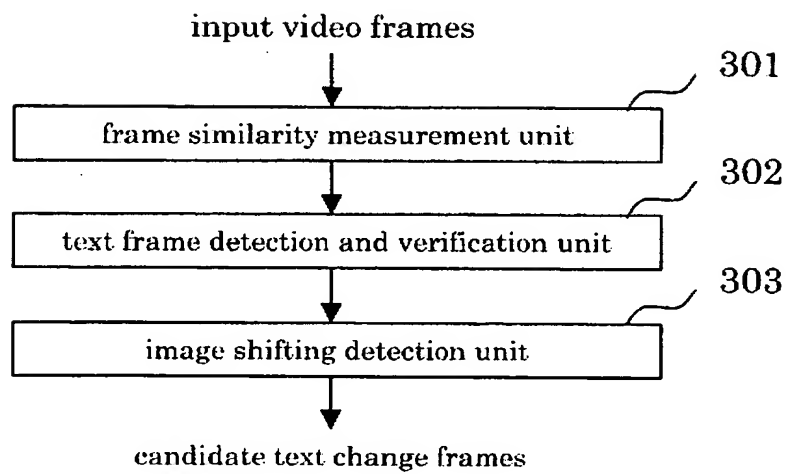 input video frames
301
frame similarity measurement unit
302
text frame detection and verification unit
303
image shifting detection unit
candidate text change frames